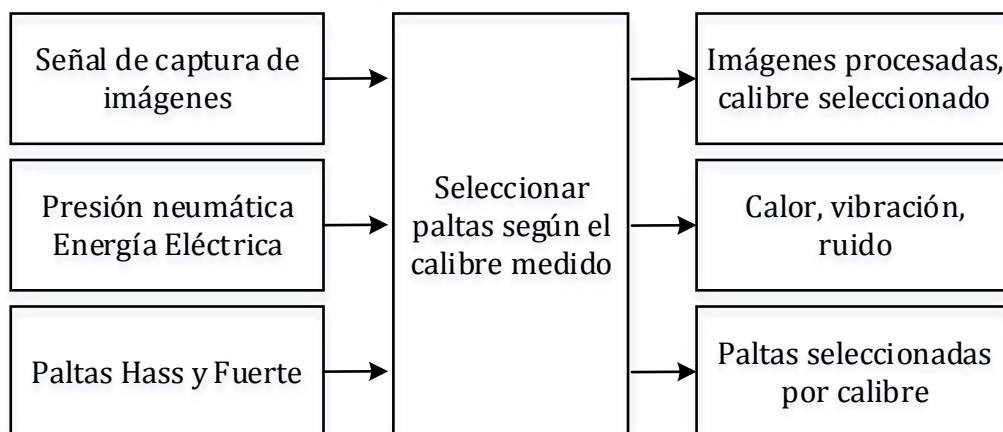 Señal de captura de
imágenes
Presión neumática
Energía Eléctrica
Paltas Hass y Fuerte
Seleccionar
paltas según el
calibre medido
Imágenes procesadas,
calibre seleccionado
Calor, vibración,
ruido
Paltas seleccionadas
por calibre